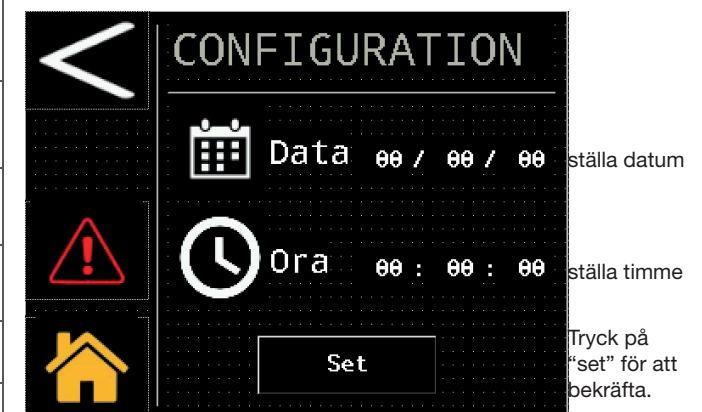 CONFIGURATION
Data 00 / 00 / 00
ställa datum
Ora 00 : 00 : 00
ställa timme
Set
Tryck på
“set” för att
bekräfta.